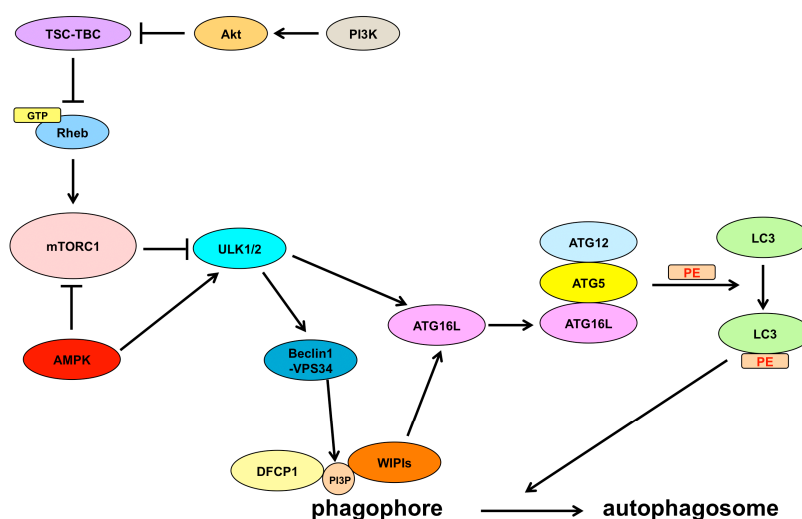 TSC-TBC
Akt
PI3K
GTP
Rheb
mTORC1
ULK1/2
ATG12
LC3
ATG5
PE
ATG16L
ATG16L
LC3
PE
AMPK
Beclin1
-VPS34
DFCP1
PI3P
WIPIs
phagophore
autophagosome